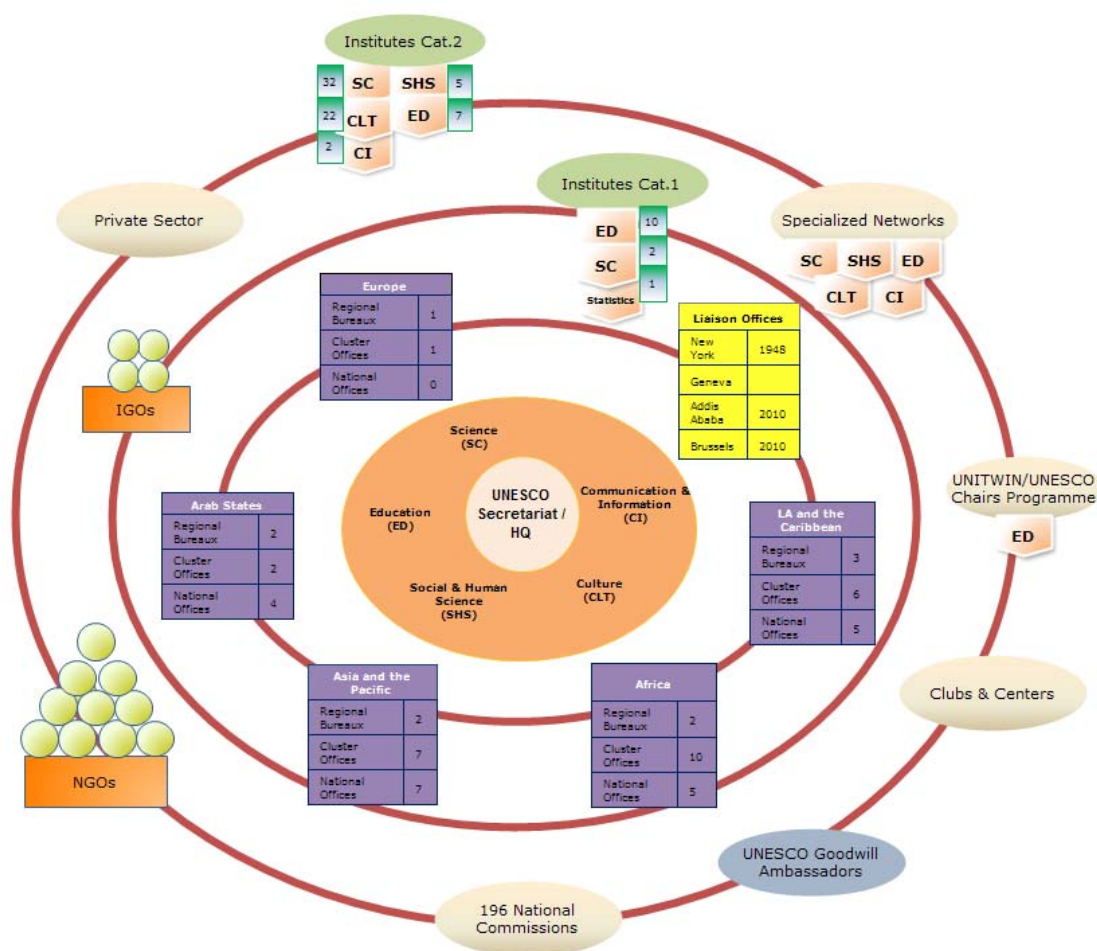 Institutes Cat.2
32
SC
SHS
5
22
CLT
ED
7
2
CI
Institutes Cat.1
ED
10
SC
2
Statistics
1
Private Sector
Specialized Networks
SC
SHS
ED
CLT
CI
Europe
Regional
Bureaux
1
Cluster
Offices
1
National
Offices
0
Liaison Offices
New
York
1948
Geneva
Addis
Ababa
2010
Brussels
2010
IGOs
Science
(SC)
UNESCO
Secretariat /
HQ
Communication &
Information
(CI)
Education
(ED)
Social & Human
Science
(SHS)
Culture
(CLT)
UNITWIN/UNESCO
Chairs Programme
ED
Arab States
Regional
Bureaux
2
Cluster
Offices
2
National
Offices
4
LA and the
Caribbean
Regional
Bureaux
3
Cluster
Offices
6
National
Offices
5
Asia and the
Pacific
Regional
Bureaux
2
Cluster
Offices
7
National
Offices
7
Africa
Regional
Bureaux
2
Cluster
Offices
10
National
Offices
5
Clubs & Centers
NGOs
UNESCO Goodwill
Ambassadors
196 National
Commissions